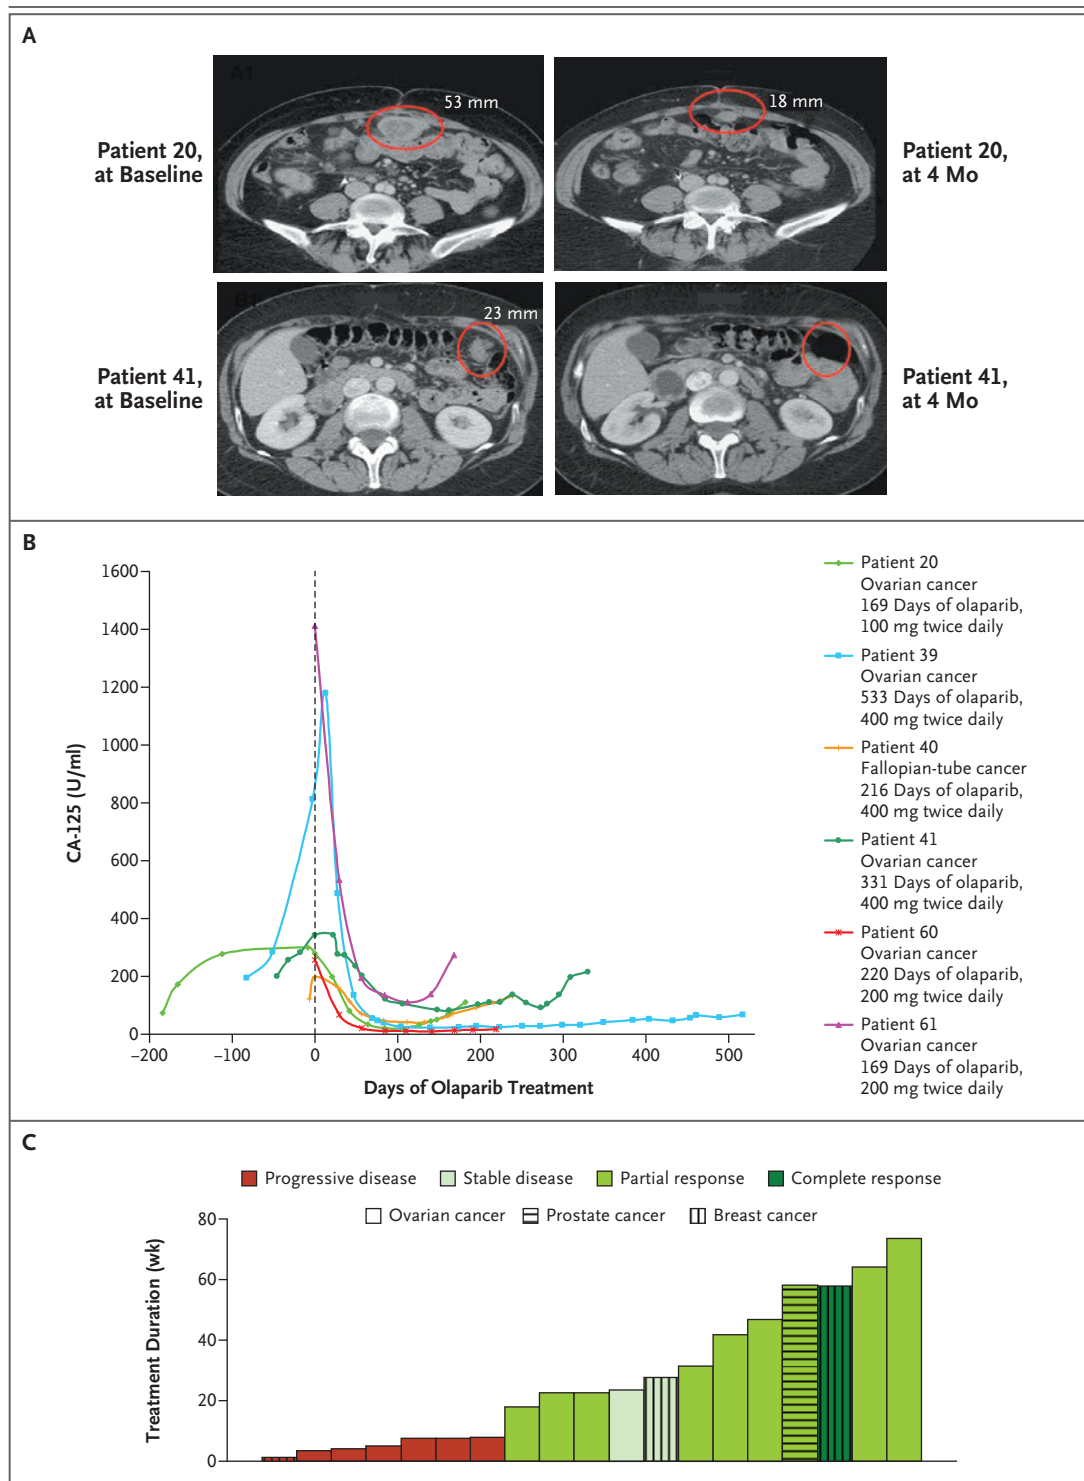 A
A1
53 mm
18 mm
Patient 20,
at Baseline
Patient 20,
at 4 Mo
B1
23 mm
Patient 41,
at Baseline
Patient 41,
at 4 Mo
B
1600
1400
1200
1000
800
600
400
200
0
CA-125 (U/ml)
−200
−100
0
100
200
300
400
500
Days of Olaparib Treatment
Patient 20
Ovarian cancer
169 Days of olaparib,
100 mg twice daily
Patient 39
Ovarian cancer
533 Days of olaparib,
400 mg twice daily
Patient 40
Fallopian-tube cancer
216 Days of olaparib,
400 mg twice daily
Patient 41
Ovarian cancer
331 Days of olaparib,
400 mg twice daily
Patient 60
Ovarian cancer
220 Days of olaparib,
200 mg twice daily
Patient 61
Ovarian cancer
169 Days of olaparib,
200 mg twice daily
C
Progressive disease Stable disease Partial response Complete response
Ovarian cancer Prostate cancer Breast cancer
80
60
40
20
0
Treatment Duration (wk)